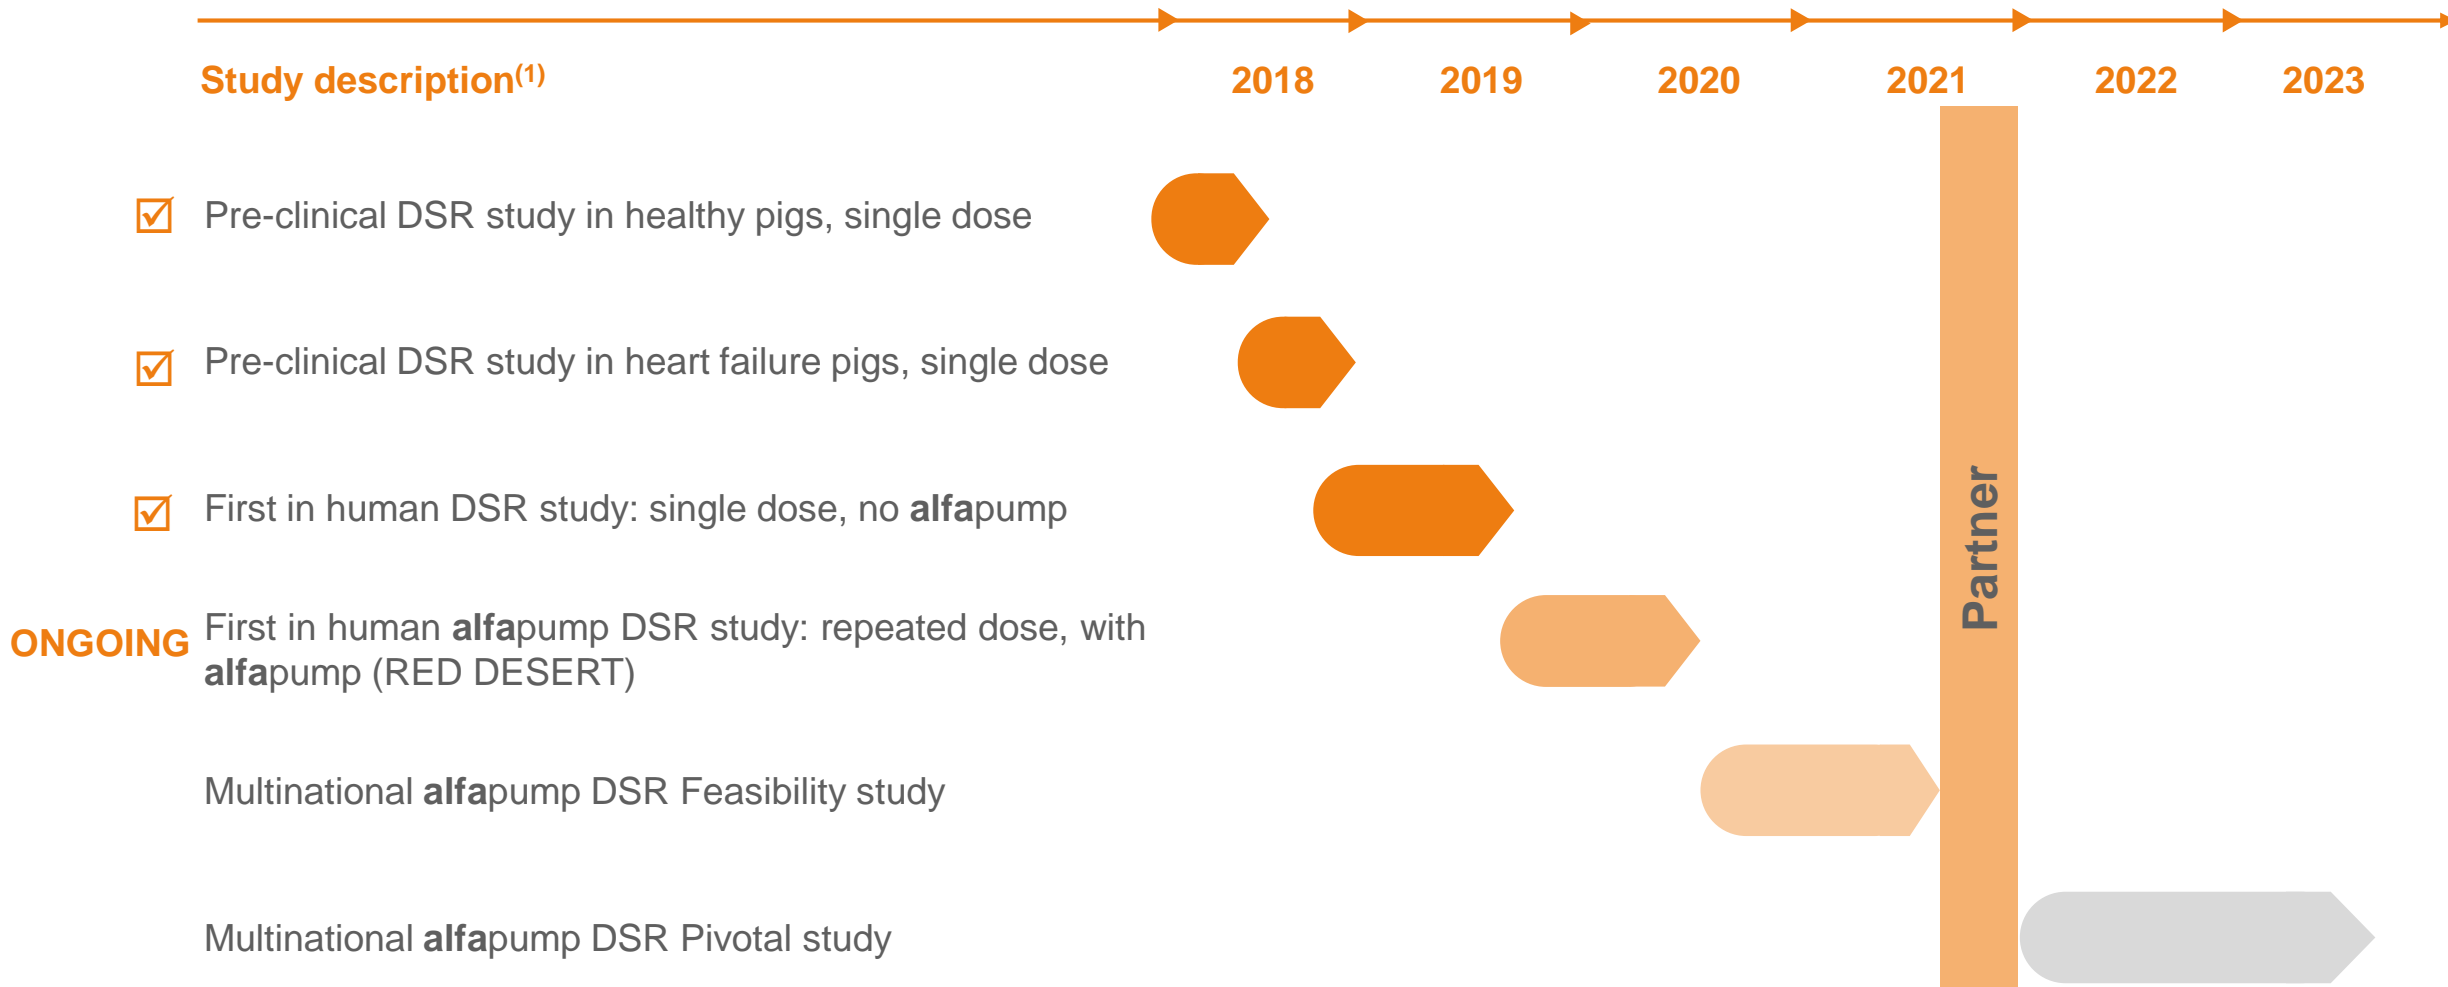 Study description(1) 2018 2019 2020 2021 2022 2023
Pre-clinical DSR study in healthy pigs, single dose
Pre-clinical DSR study in heart failure pigs, single dose
First in human DSR study: single dose, no alfapump
ONGOING
First in human alfapump DSR study: repeated dose, with
alfapump (RED DESERT)
Multinational alfapump DSR Feasibility study
Multinational alfapump DSR Pivotal study
Partner